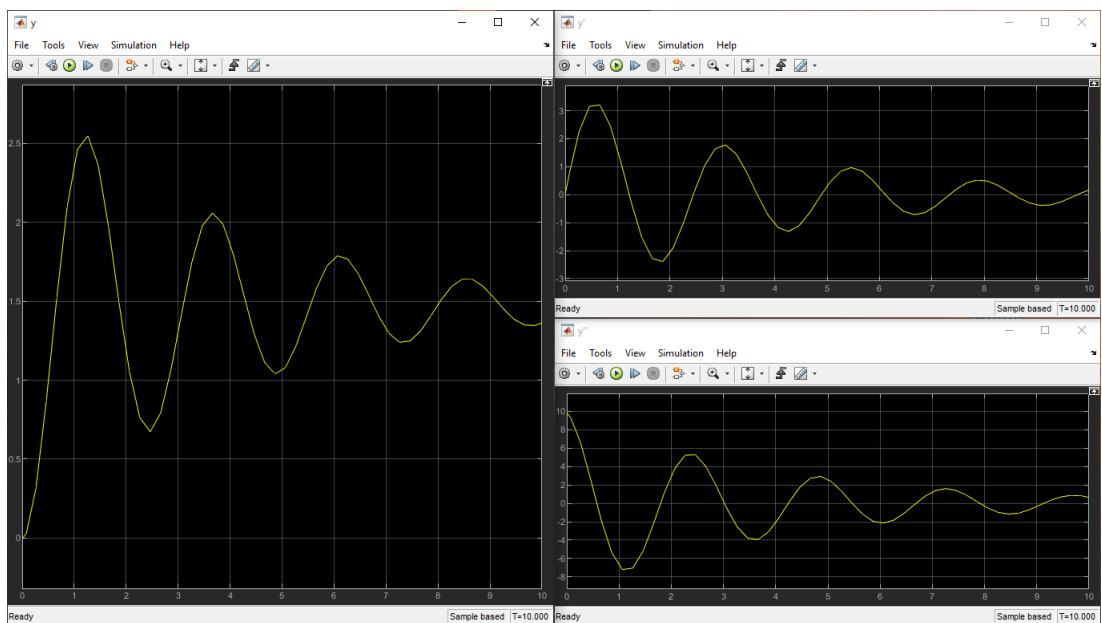 y
File Tools View Simulation Help
2.5
2
1.5
1
0.5
0
0 1 2 3 4 5 6 7 8 9 10
Ready Sample based T=10.000
y'
File Tools View Simulation Help
3
2
1
0
-1
-2
-3
0 1 2 3 4 5 6 7 8 9 10
Ready Sample based T=10.000
y''
File Tools View Simulation Help
10
8
6
4
2
0
-2
-4
-6
-8
0 1 2 3 4 5 6 7 8 9 10
Ready Sample based T=10.000